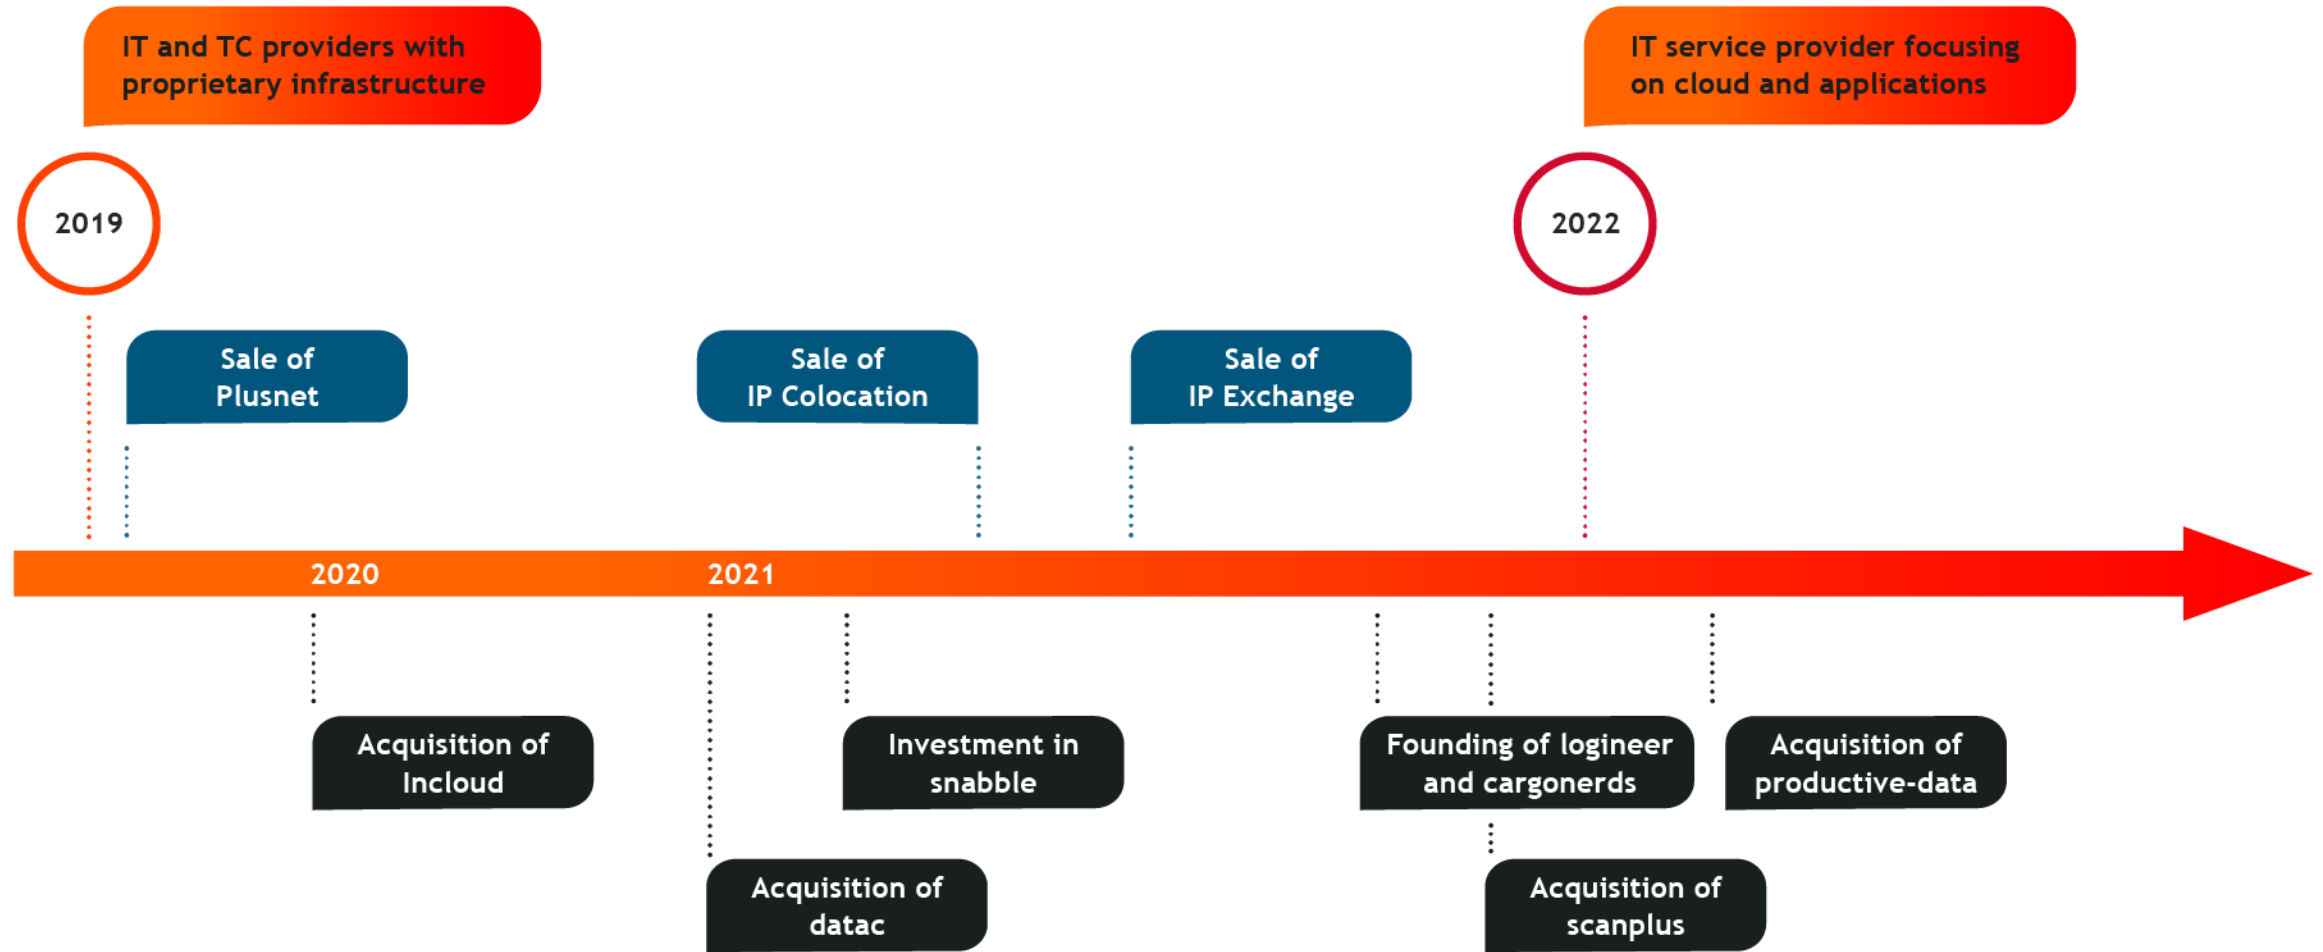 IT and TC providers with
proprietary infrastructure
IT service provider focusing
on cloud and applications
2019
2022
Sale of
Plusnet
Sale of
IP Colocation
Sale of
IP Exchange
2020
2021
Acquisition of
Incloud
Investment in
snabble
Founding of logineer
and cargonerds
Acquisition of
productive-data
Acquisition of
datac
Acquisition of
scanplus